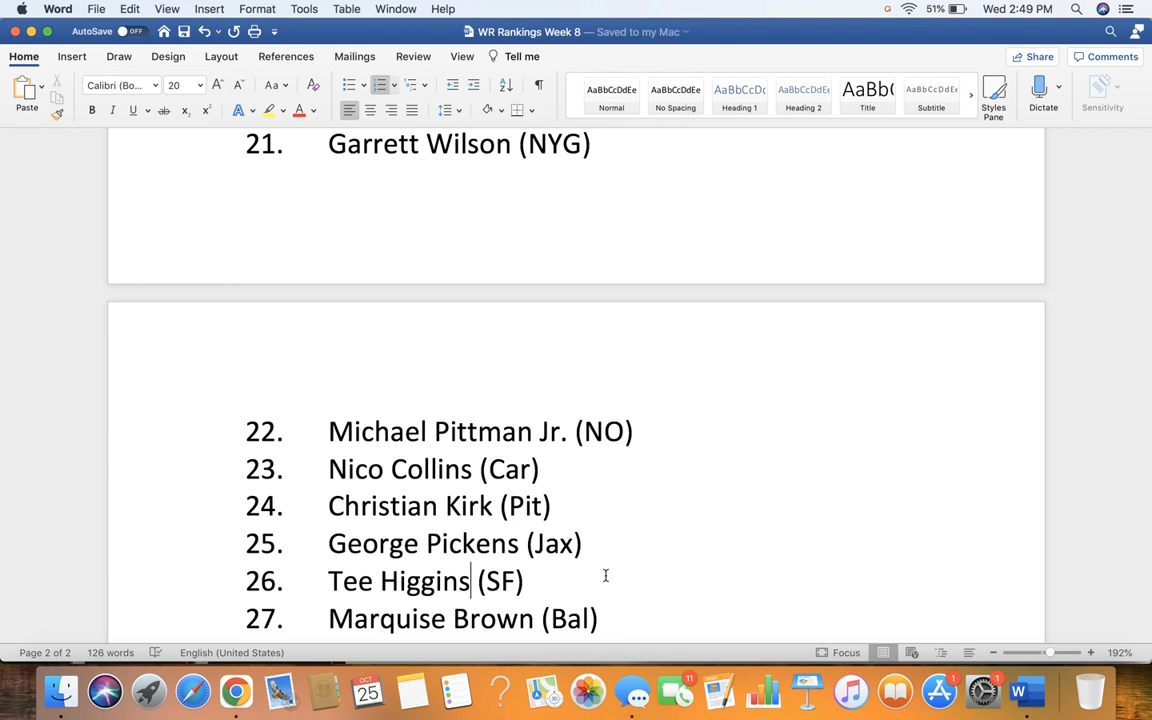 Word File Edit View Insert Format Tools Table Window Help 51% Wed 2:49 PM
AutoSave OFF WR Rankings Week 8 — Saved to my Mac
Home Insert Draw Design Layout References Mailings Review View Tell me Share Comments
Paste Calibri (Bo... 20 Aa AaBbCcDdEe AaBbCcDdEe AaBbCcDc AaBbCcDdEe AaBb( AaBbCcDdEe
Normal No Spacing Heading 1 Heading 2 Title Subtitle Styles Pane Dictate Sensitivity
21. Garrett Wilson (NYG)
22. Michael Pittman Jr. (NO)
23. Nico Collins (Car)
24. Christian Kirk (Pit)
25. George Pickens (Jax)
26. Tee Higgins (SF)
27. Marquise Brown (Bal)
Page 2 of 2 126 words English (United States) Focus 192%
OCT 25 11 1 1 W